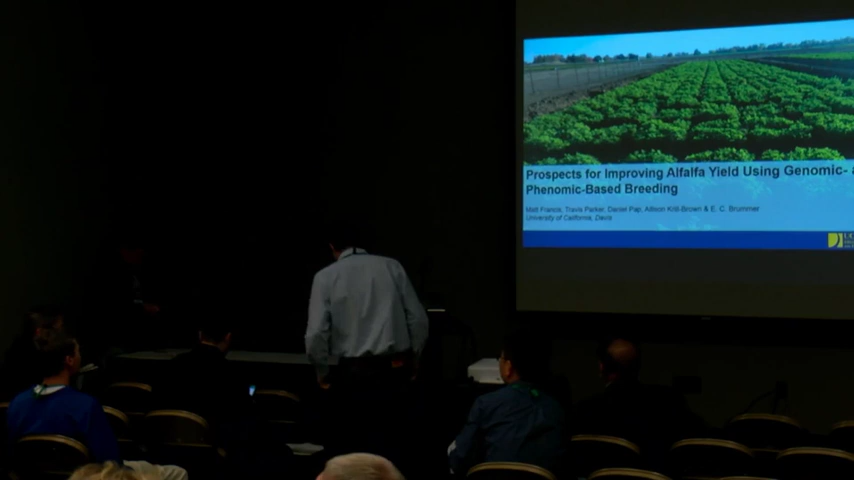 Prospects for Improving Alfalfa Yield Using Genomic- &
Phenomic-Based Breeding
Matt Francis, Travis Parker, Daniel Pap, Allison Krill-Brown & E. C. Brummer
University of California, Davis